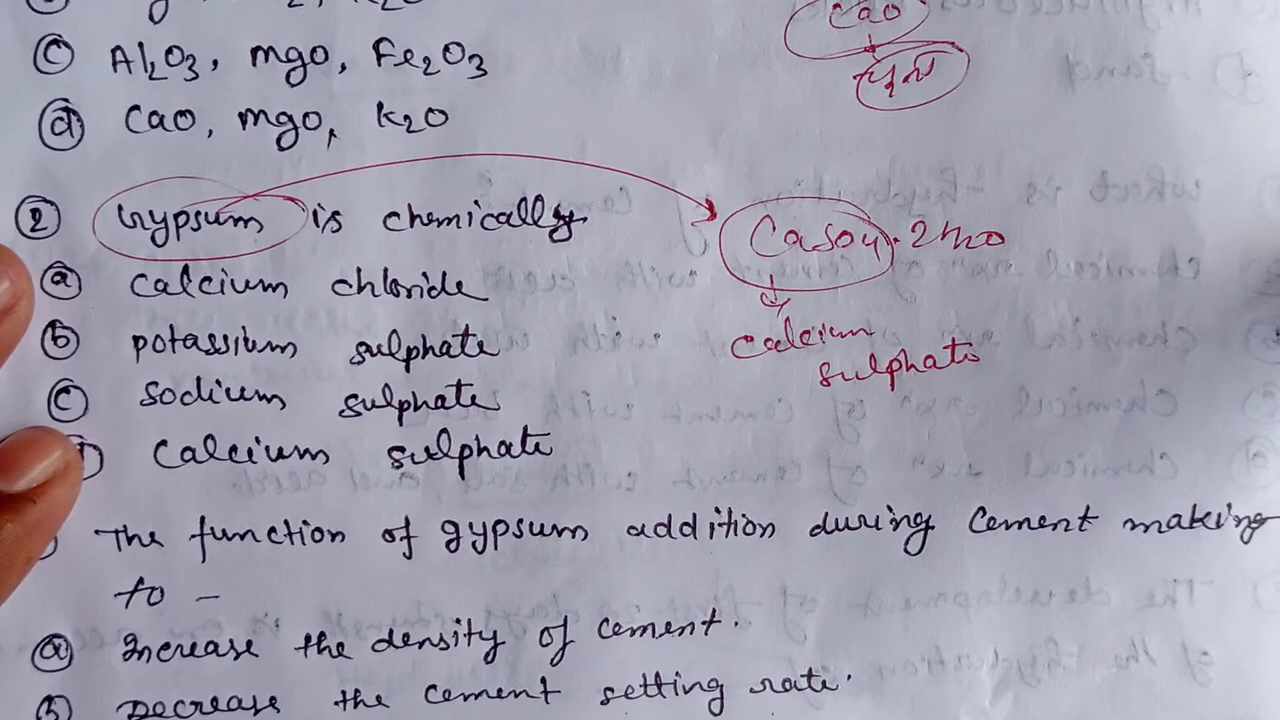 Cao
c Al2O3, mgo, Fe2O3
d Cao, mgo, K2O
2 Gypsum is chemically
CaSO4.2H2O
a calcium chloride
b potassium sulphate
calcium
sulphate
c sodium sulphate
calcium sulphate
The function of gypsum addition during cement making
to -
a Increase the density of cement.
b Decrease the cement setting rate.